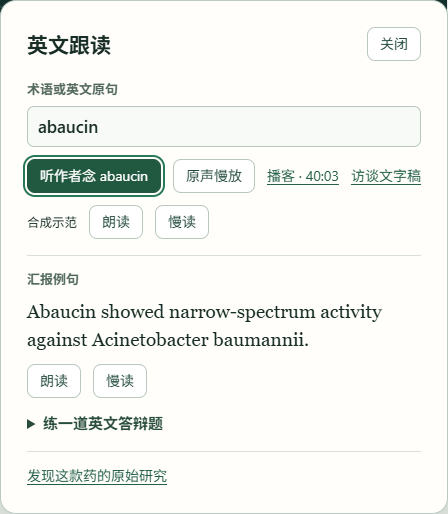 英文跟读
关闭
术语或英文原句
abaucin
听作者念 abaucin 原声慢放 播客 · 40:03 访谈文字稿
合成示范 朗读 慢读
汇报例句
Abaucin showed narrow-spectrum activity
against Acinetobacter baumannii.
朗读 慢读
▶ 练一道英文答辩题
发现这款药的原始研究